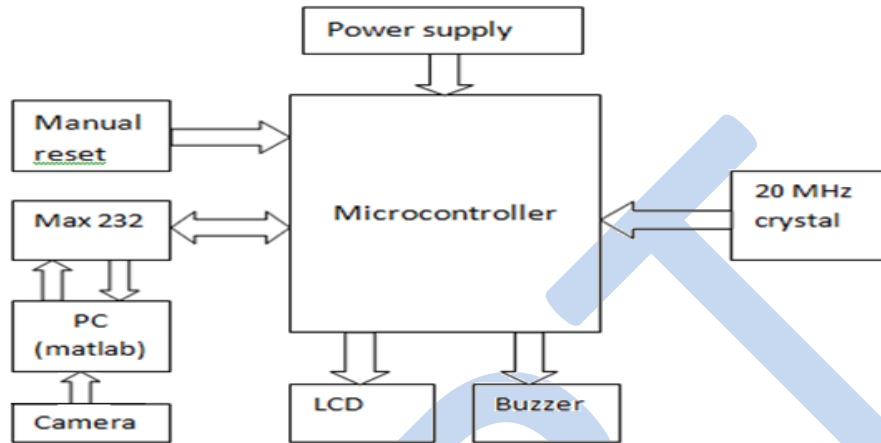 Power supply
Manual
reset
Max 232
Microcontroller
20 MHz
crystal
PC
(matlab)
LCD
Buzzer
Camera